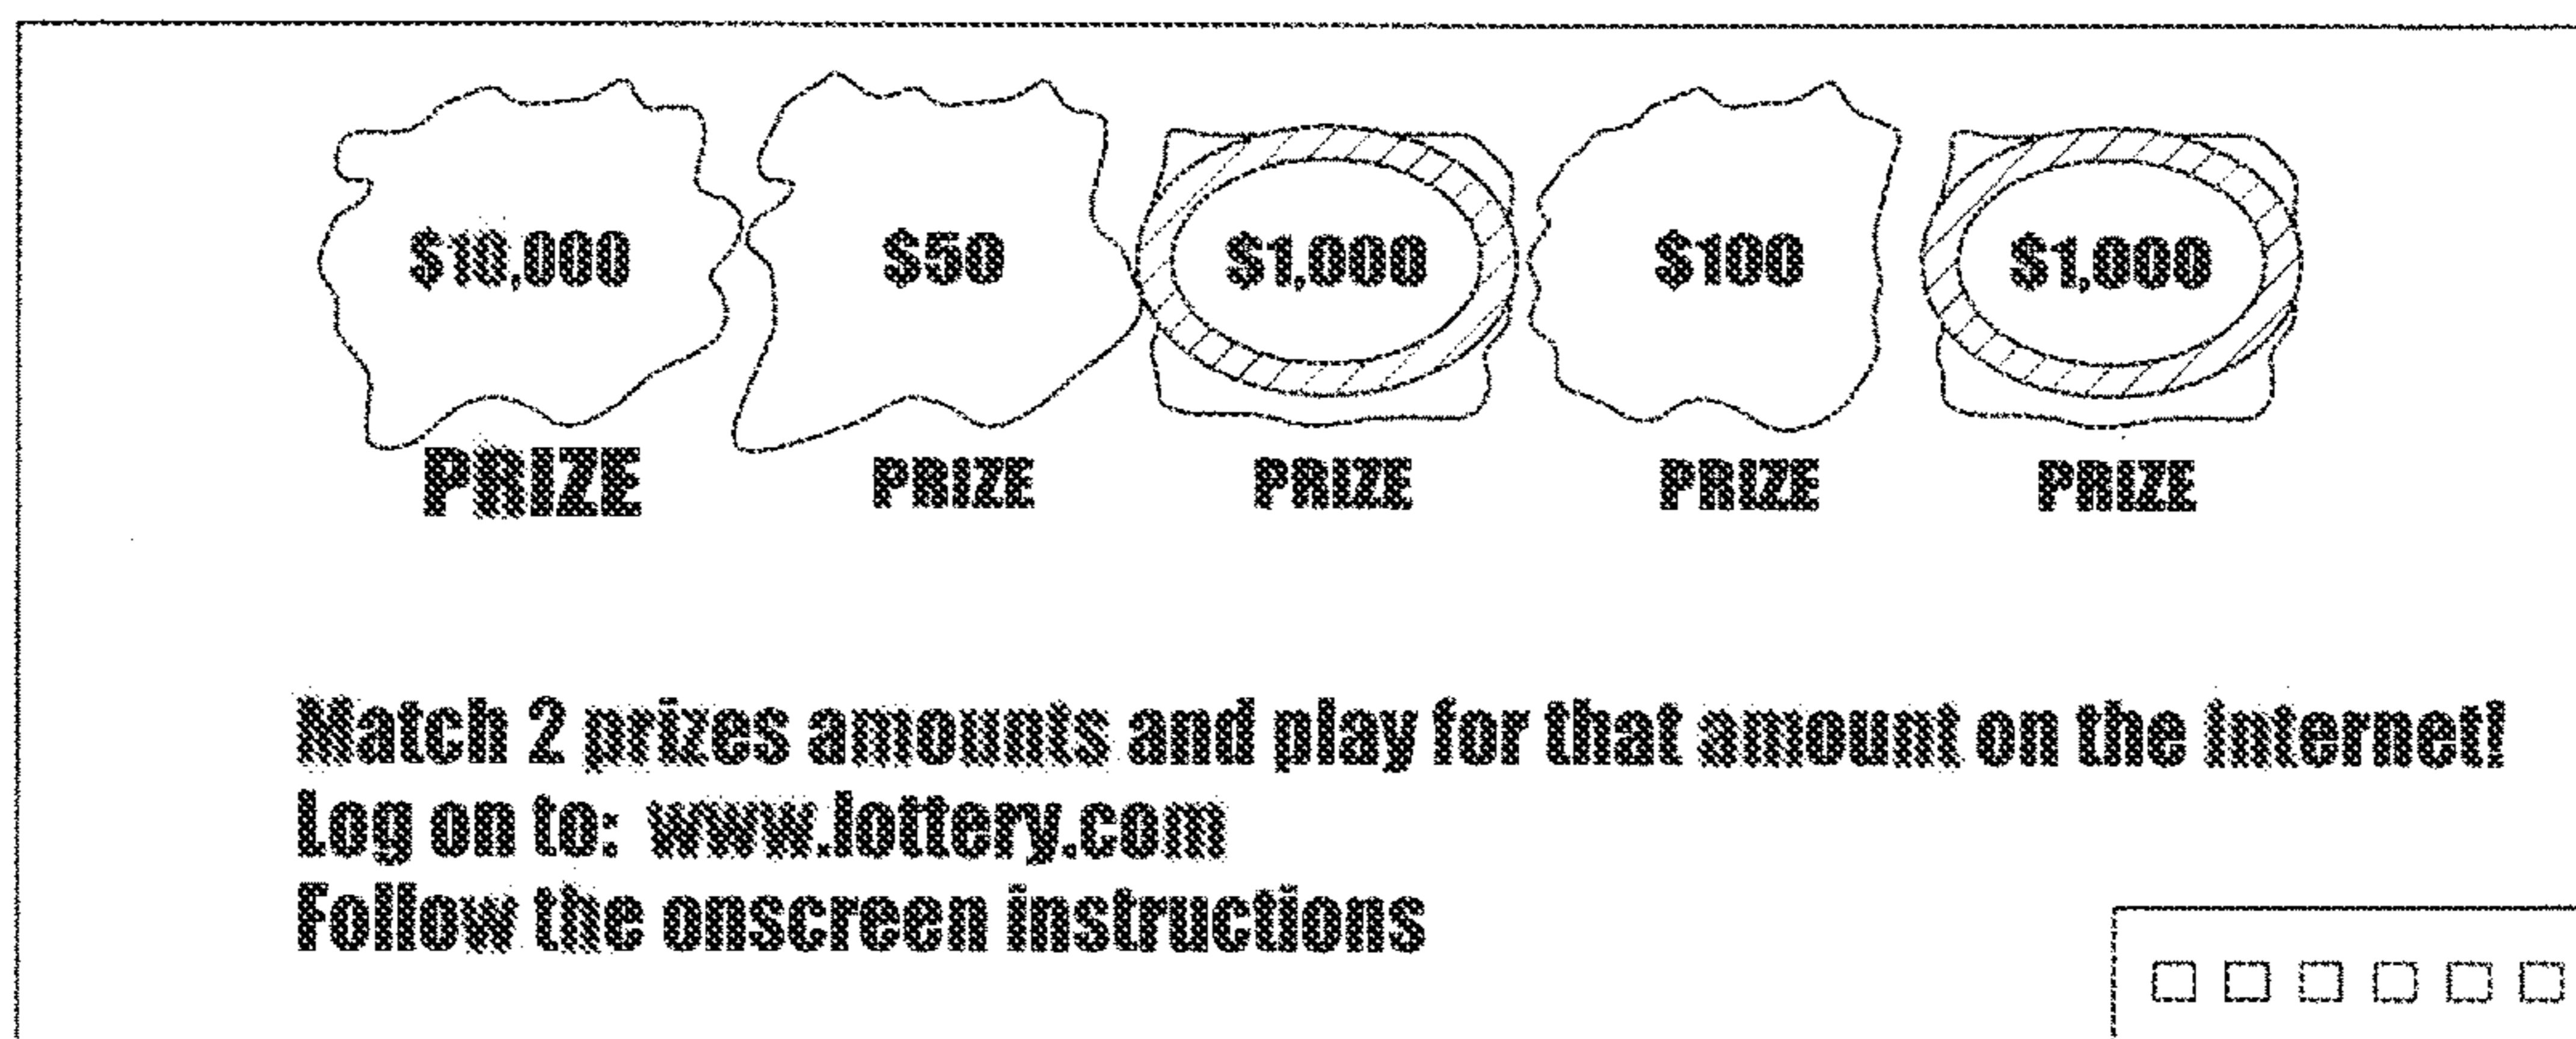 $10,000 $50 $1,000 $100 $1,000
PRIZE PRIZE PRIZE PRIZE PRIZE
Match 2 prizes amounts and play for that amount on the internet!
Log on to: www.lottery.com
Follow the onscreen instructions